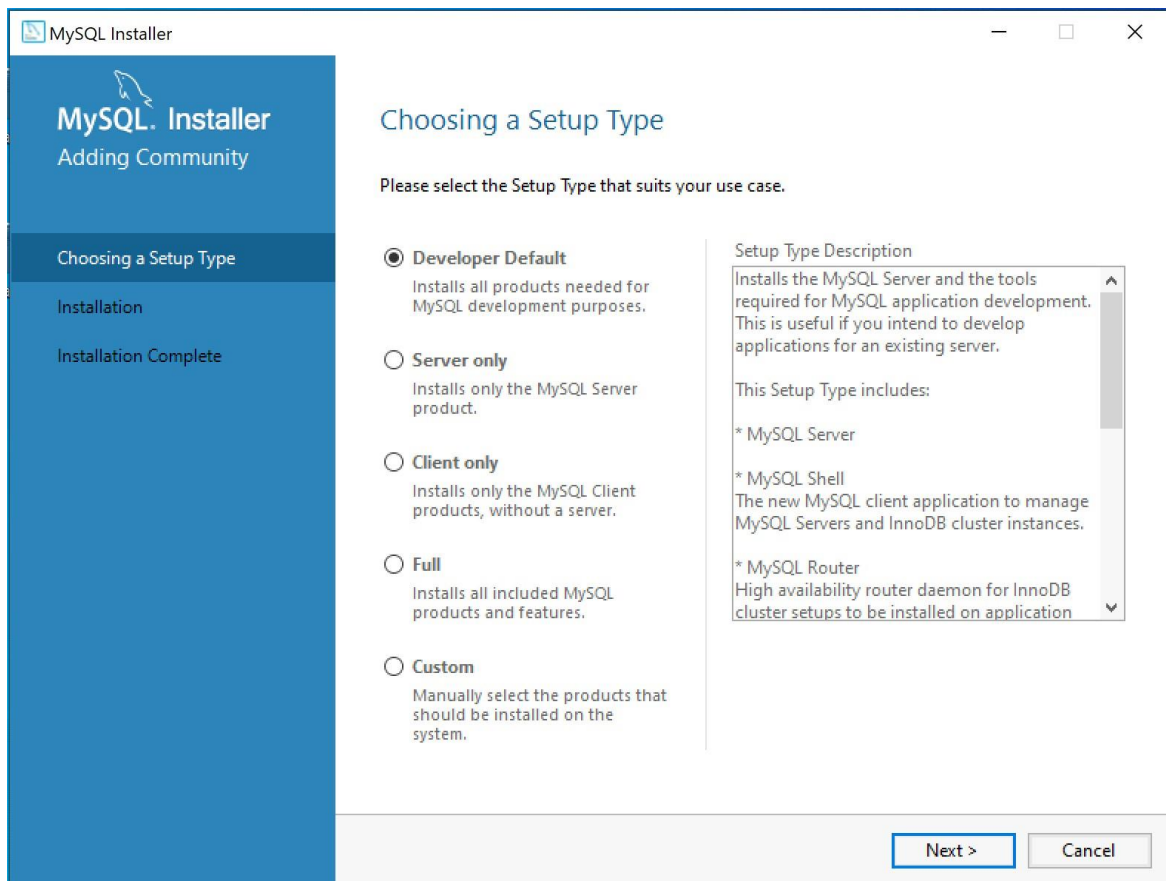 MySQL Installer
MySQL. Installer
Adding Community
Choosing a Setup Type
Installation
Installation Complete
Choosing a Setup Type
Please select the Setup Type that suits your use case.
Developer Default
Installs all products needed for
MySQL development purposes.
Server only
Installs only the MySQL Server
product.
Client only
Installs only the MySQL Client
products, without a server.
Full
Installs all included MySQL
products and features.
Custom
Manually select the products that
should be installed on the
system.
Setup Type Description
Installs the MySQL Server and the tools
required for MySQL application development.
This is useful if you intend to develop
applications for an existing server.
This Setup Type includes:
* MySQL Server
* MySQL Shell
The new MySQL client application to manage
MySQL Servers and InnoDB cluster instances.
* MySQL Router
High availability router daemon for InnoDB
cluster setups to be installed on application
Next >
Cancel